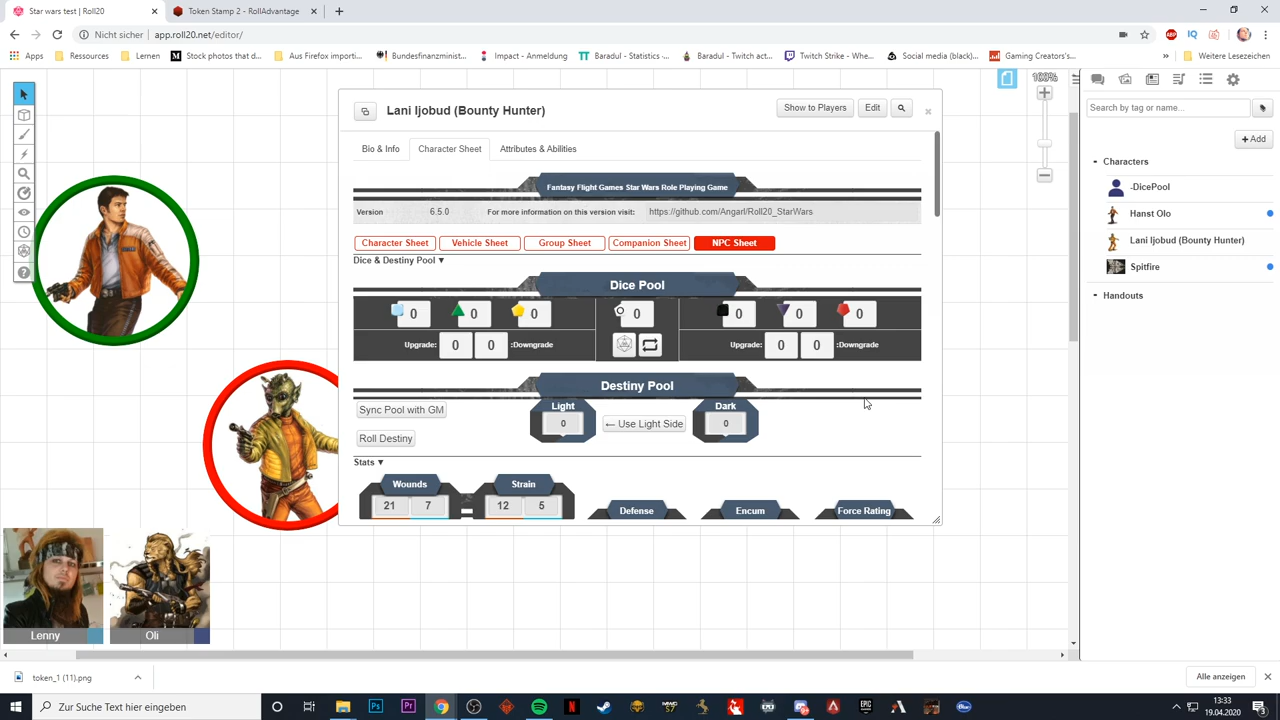 Star wars test | Roll20
Token Stamp 2 - RollAdvantage
Nicht sicher
app.roll20.net/editor/
Apps
Ressources
Lernen
Stock photos that d...
Aus Firefox importi...
Bundesfinanzminist...
Impact - Anmeldung
Baradul - Statistics -...
Baradul - Twitch act...
Twitch Strike - Whe...
Social media (black)...
Gaming Creators's...
Weitere Lesezeichen
100%
Lani Ijobud (Bounty Hunter)
Show to Players
Edit
Search by tag or name...
Add
Bio & Info
Character Sheet
Attributes & Abilities
Characters
-DicePool
Hanst Olo
Lani Ijobud (Bounty Hunter)
Spitfire
Handouts
Fantasy Flight Games Star Wars Role Playing Game
Version 6.5.0 For more information on this version visit: https://github.com/Angarl/Roll20_StarWars
Character Sheet
Vehicle Sheet
Group Sheet
Companion Sheet
NPC Sheet
Dice & Destiny Pool ▼
Dice Pool
0 0 0 0 0 0 0
Upgrade: 0 0 :Downgrade
Upgrade: 0 0 :Downgrade
Destiny Pool
Sync Pool with GM
Light
0
← Use Light Side
Dark
0
Roll Destiny
Stats ▼
Wounds
21 7
Strain
12 5
Defense
Encum
Force Rating
Lenny
Oli
token_1 (11).png
Alle anzeigen
Zur Suche Text hier eingeben
13:33
19.04.2020